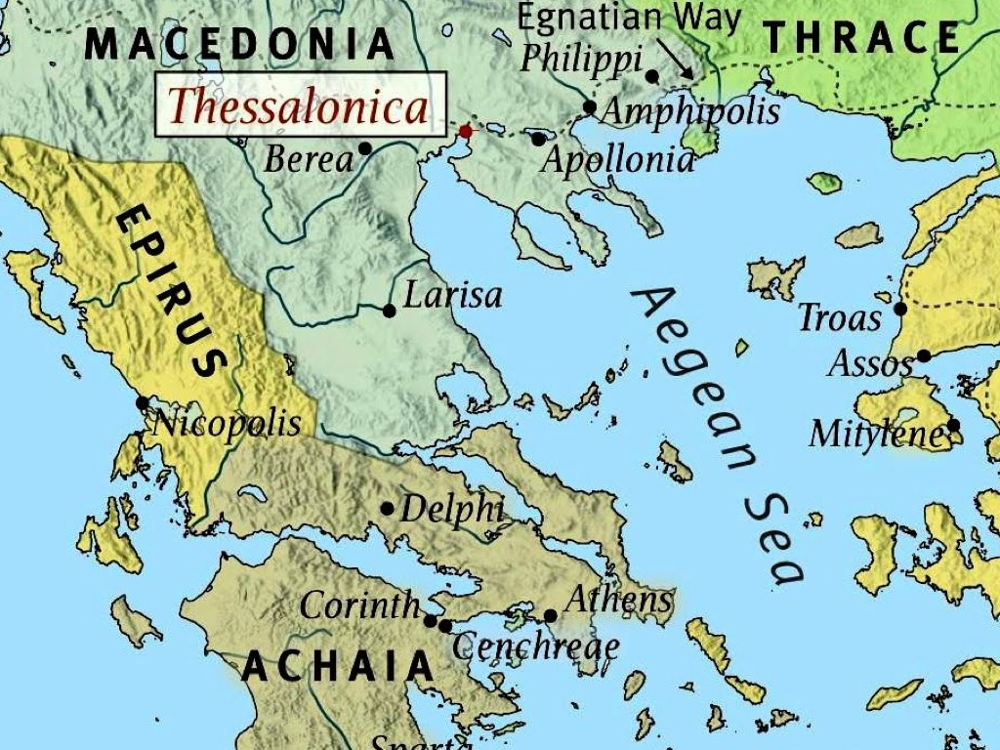 Egnatian Way
MACEDONIA
THRACE
Philippi
Thessalonica
Amphipolis
Berea
Apollonia
EPIRUS
Larisa
Aegean Sea
Troas
Assos
Nicopolis
Mitylene
Delphi
Corinth
Athens
Cenchreae
ACHAIA
Sparta